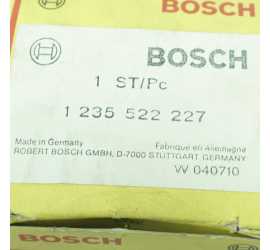 BOSCH
BOSCH
1 ST/Pc
1 235 522 227
Made in Germany
Fabriqué en Allemagne
ROBERT BOSCH GMBH, D-7000 STUTTGART GERMANY
W 040710